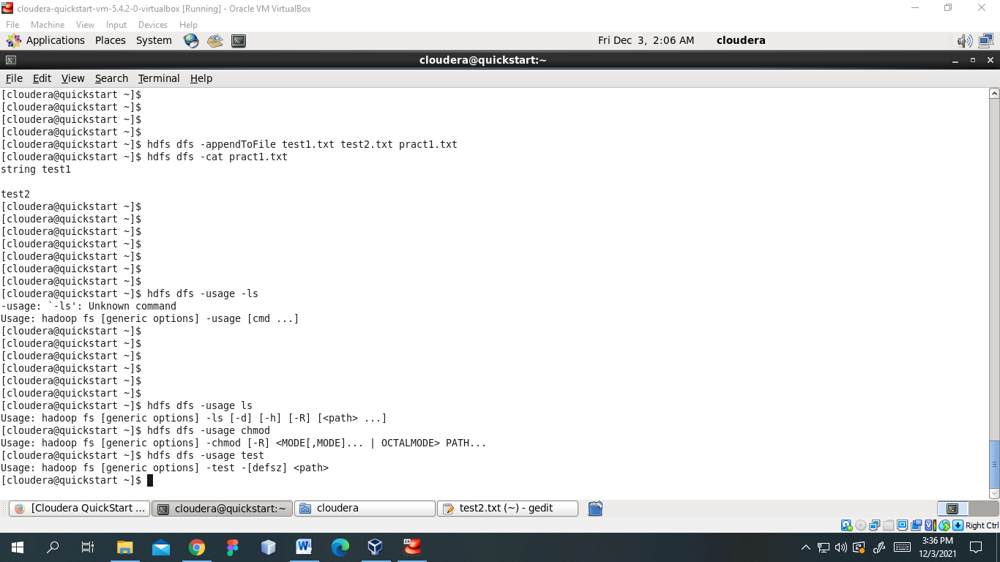 cloudera-quickstart-vm-5.4.2-0-virtualbox [Running] - Oracle VM VirtualBox
File Machine View Input Devices Help
Applications Places System Fri Dec 3, 2:06 AM cloudera
cloudera@quickstart:~
File Edit View Search Terminal Help
[cloudera@quickstart ~]$
[cloudera@quickstart ~]$
[cloudera@quickstart ~]$
[cloudera@quickstart ~]$
[cloudera@quickstart ~]$ hdfs dfs -appendToFile test1.txt test2.txt pract1.txt
[cloudera@quickstart ~]$ hdfs dfs -cat pract1.txt
string test1
test2
[cloudera@quickstart ~]$
[cloudera@quickstart ~]$
[cloudera@quickstart ~]$
[cloudera@quickstart ~]$
[cloudera@quickstart ~]$
[cloudera@quickstart ~]$
[cloudera@quickstart ~]$
[cloudera@quickstart ~]$ hdfs dfs -usage -ls
-usage: `-ls': Unknown command
Usage: hadoop fs [generic options] -usage [cmd ...]
[cloudera@quickstart ~]$
[cloudera@quickstart ~]$
[cloudera@quickstart ~]$
[cloudera@quickstart ~]$
[cloudera@quickstart ~]$
[cloudera@quickstart ~]$
[cloudera@quickstart ~]$ hdfs dfs -usage ls
Usage: hadoop fs [generic options] -ls [-d] [-h] [-R] [<path> ...]
[cloudera@quickstart ~]$ hdfs dfs -usage chmod
Usage: hadoop fs [generic options] -chmod [-R] <MODE[,MODE]... | OCTALMODE> PATH...
[cloudera@quickstart ~]$ hdfs dfs -usage test
Usage: hadoop fs [generic options] -test -[defsz] <path>
[cloudera@quickstart ~]$
[Cloudera QuickStart ... cloudera@quickstart:~ cloudera test2.txt (~) - gedit
Right Ctrl
3:36 PM
12/3/2021